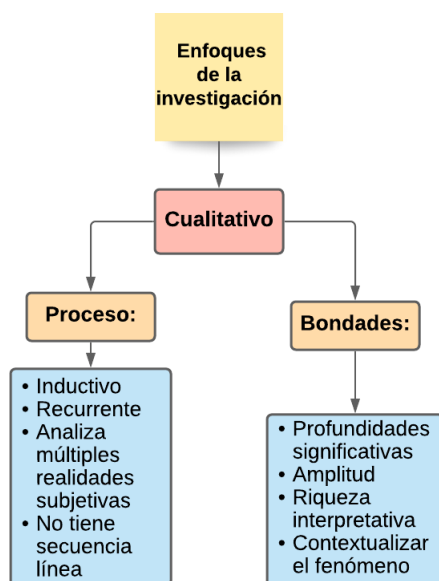 Enfoques
de la
investigación
Cualitativo
Proceso:
• Inductivo
• Recurrente
• Analiza
múltiples
realidades
subjetivas
• No tiene
secuencia
línea
Bondades:
• Profundidades
significativas
• Amplitud
• Riqueza
interpretativa
• Contextualizar
el fenómeno